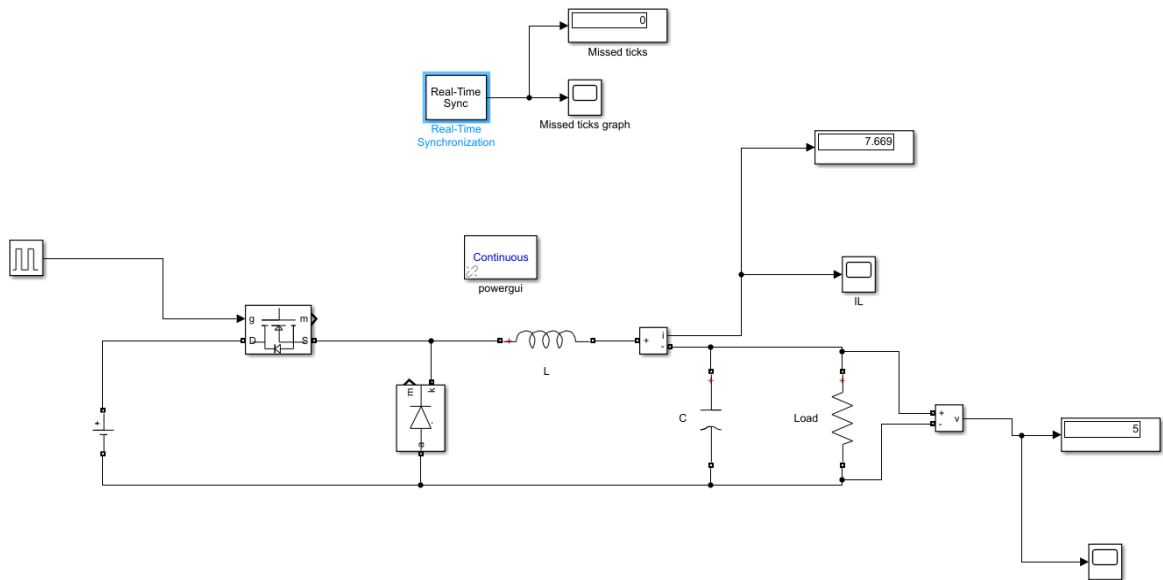 0
Missed ticks
Real-Time
Sync
Real-Time
Synchronization
Missed ticks graph
7.669
Continuous
powergui
IL
g
m
D
S
+
i
-
L
m
k
a
+
C
Load
+
-
v
5